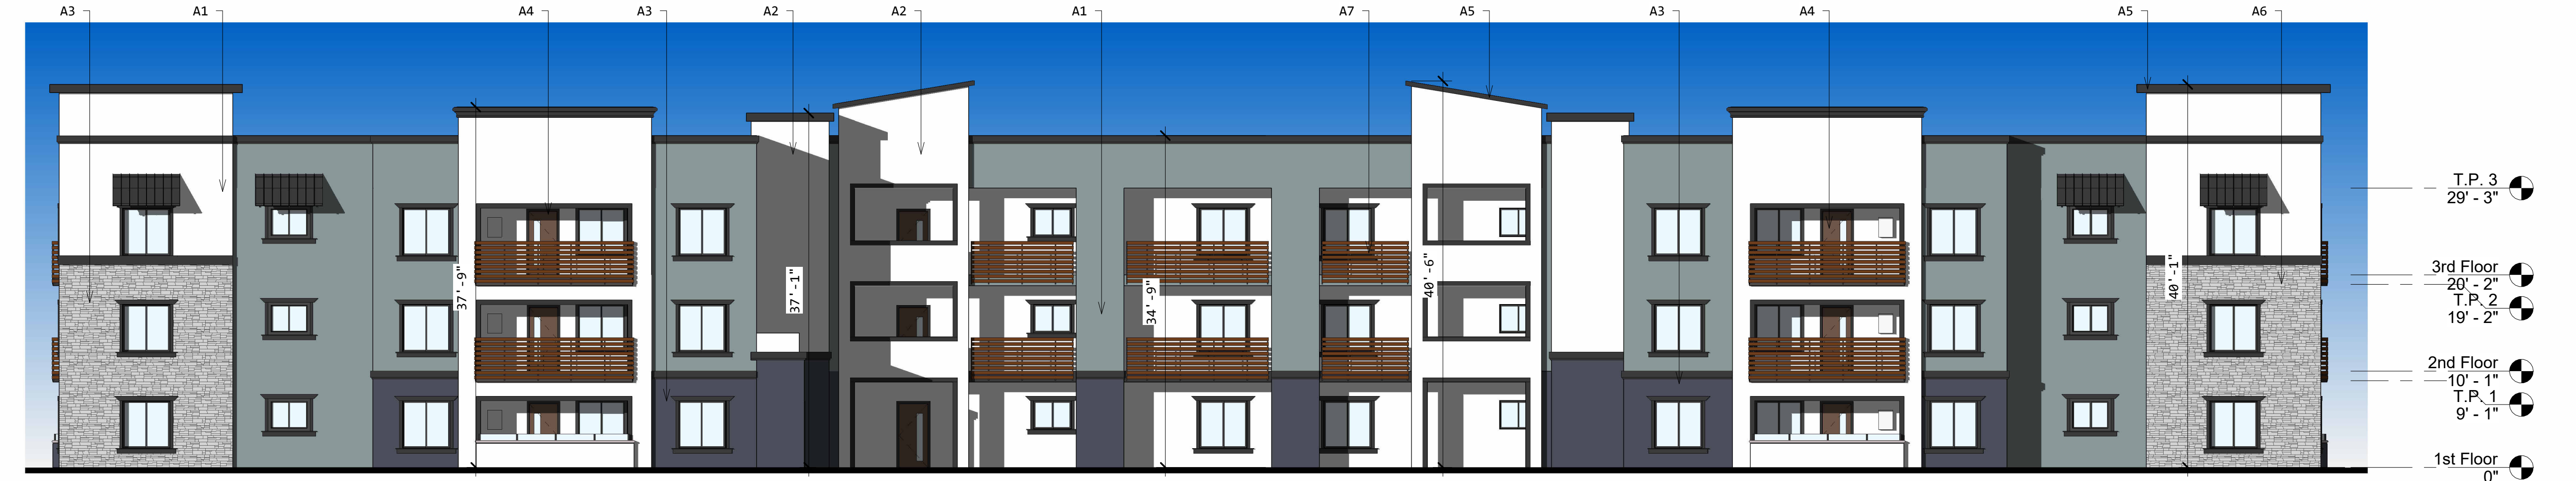 A3
A1
A4
A3
A2
A2
A1
A7
A5
A3
A4
A5
A6
37'-9"
37'-1"
34'-9"
40'-6"
40'-1"
T.P. 3
29' - 3"
3rd Floor
20' - 2"
T.P. 2
19' - 2"
2nd Floor
10' - 1"
T.P. 1
9' - 1"
1st Floor
0"